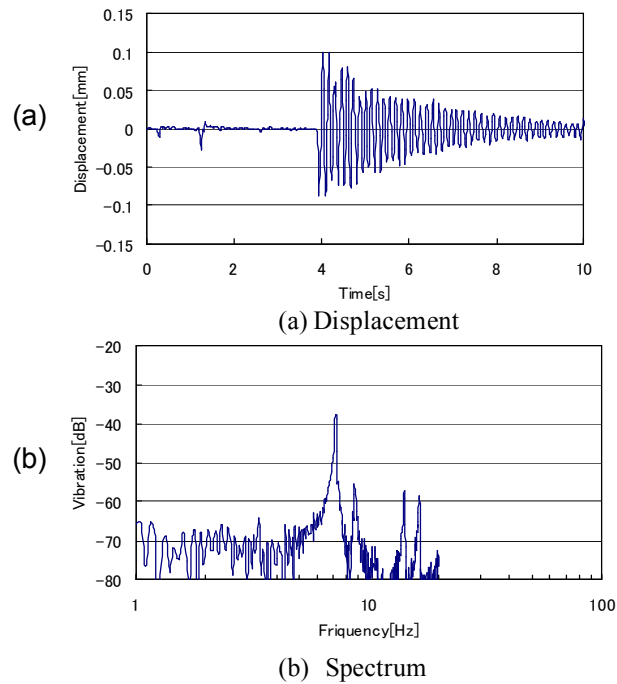 (a)
Displacement[mm]
0.15
0.1
0.05
0
-0.05
-0.1
-0.15
0 2 4 6 8 10
Time[s]
(a) Displacement
(b)
Vibration[dB]
-20
-30
-40
-50
-60
-70
-80
1 10 100
Friquency[Hz]
(b) Spectrum